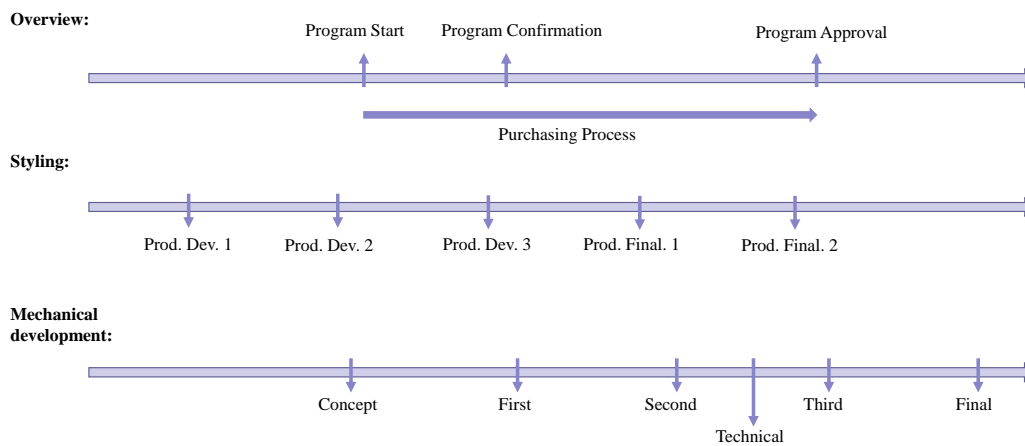 Overview:
Program Start
Program Confirmation
Program Approval
Purchasing Process
Styling:
Prod. Dev. 1
Prod. Dev. 2
Prod. Dev. 3
Prod. Final. 1
Prod. Final. 2
Mechanical
development:
Concept
First
Second
Third
Final
Technical